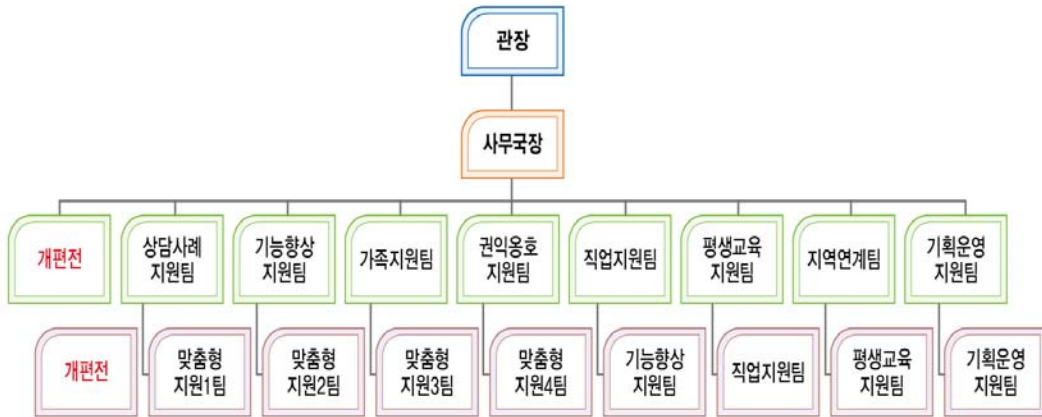 관장
사무국장
개편전
상담사례
지원팀
기능향상
지원팀
가족지원팀
권익옹호
지원팀
직업지원팀
평생교육
지원팀
지역연계팀
기획운영
지원팀
개편전
맞춤형
지원1팀
맞춤형
지원2팀
맞춤형
지원3팀
맞춤형
지원4팀
기능향상
지원팀
직업지원팀
평생교육
지원팀
기획운영
지원팀